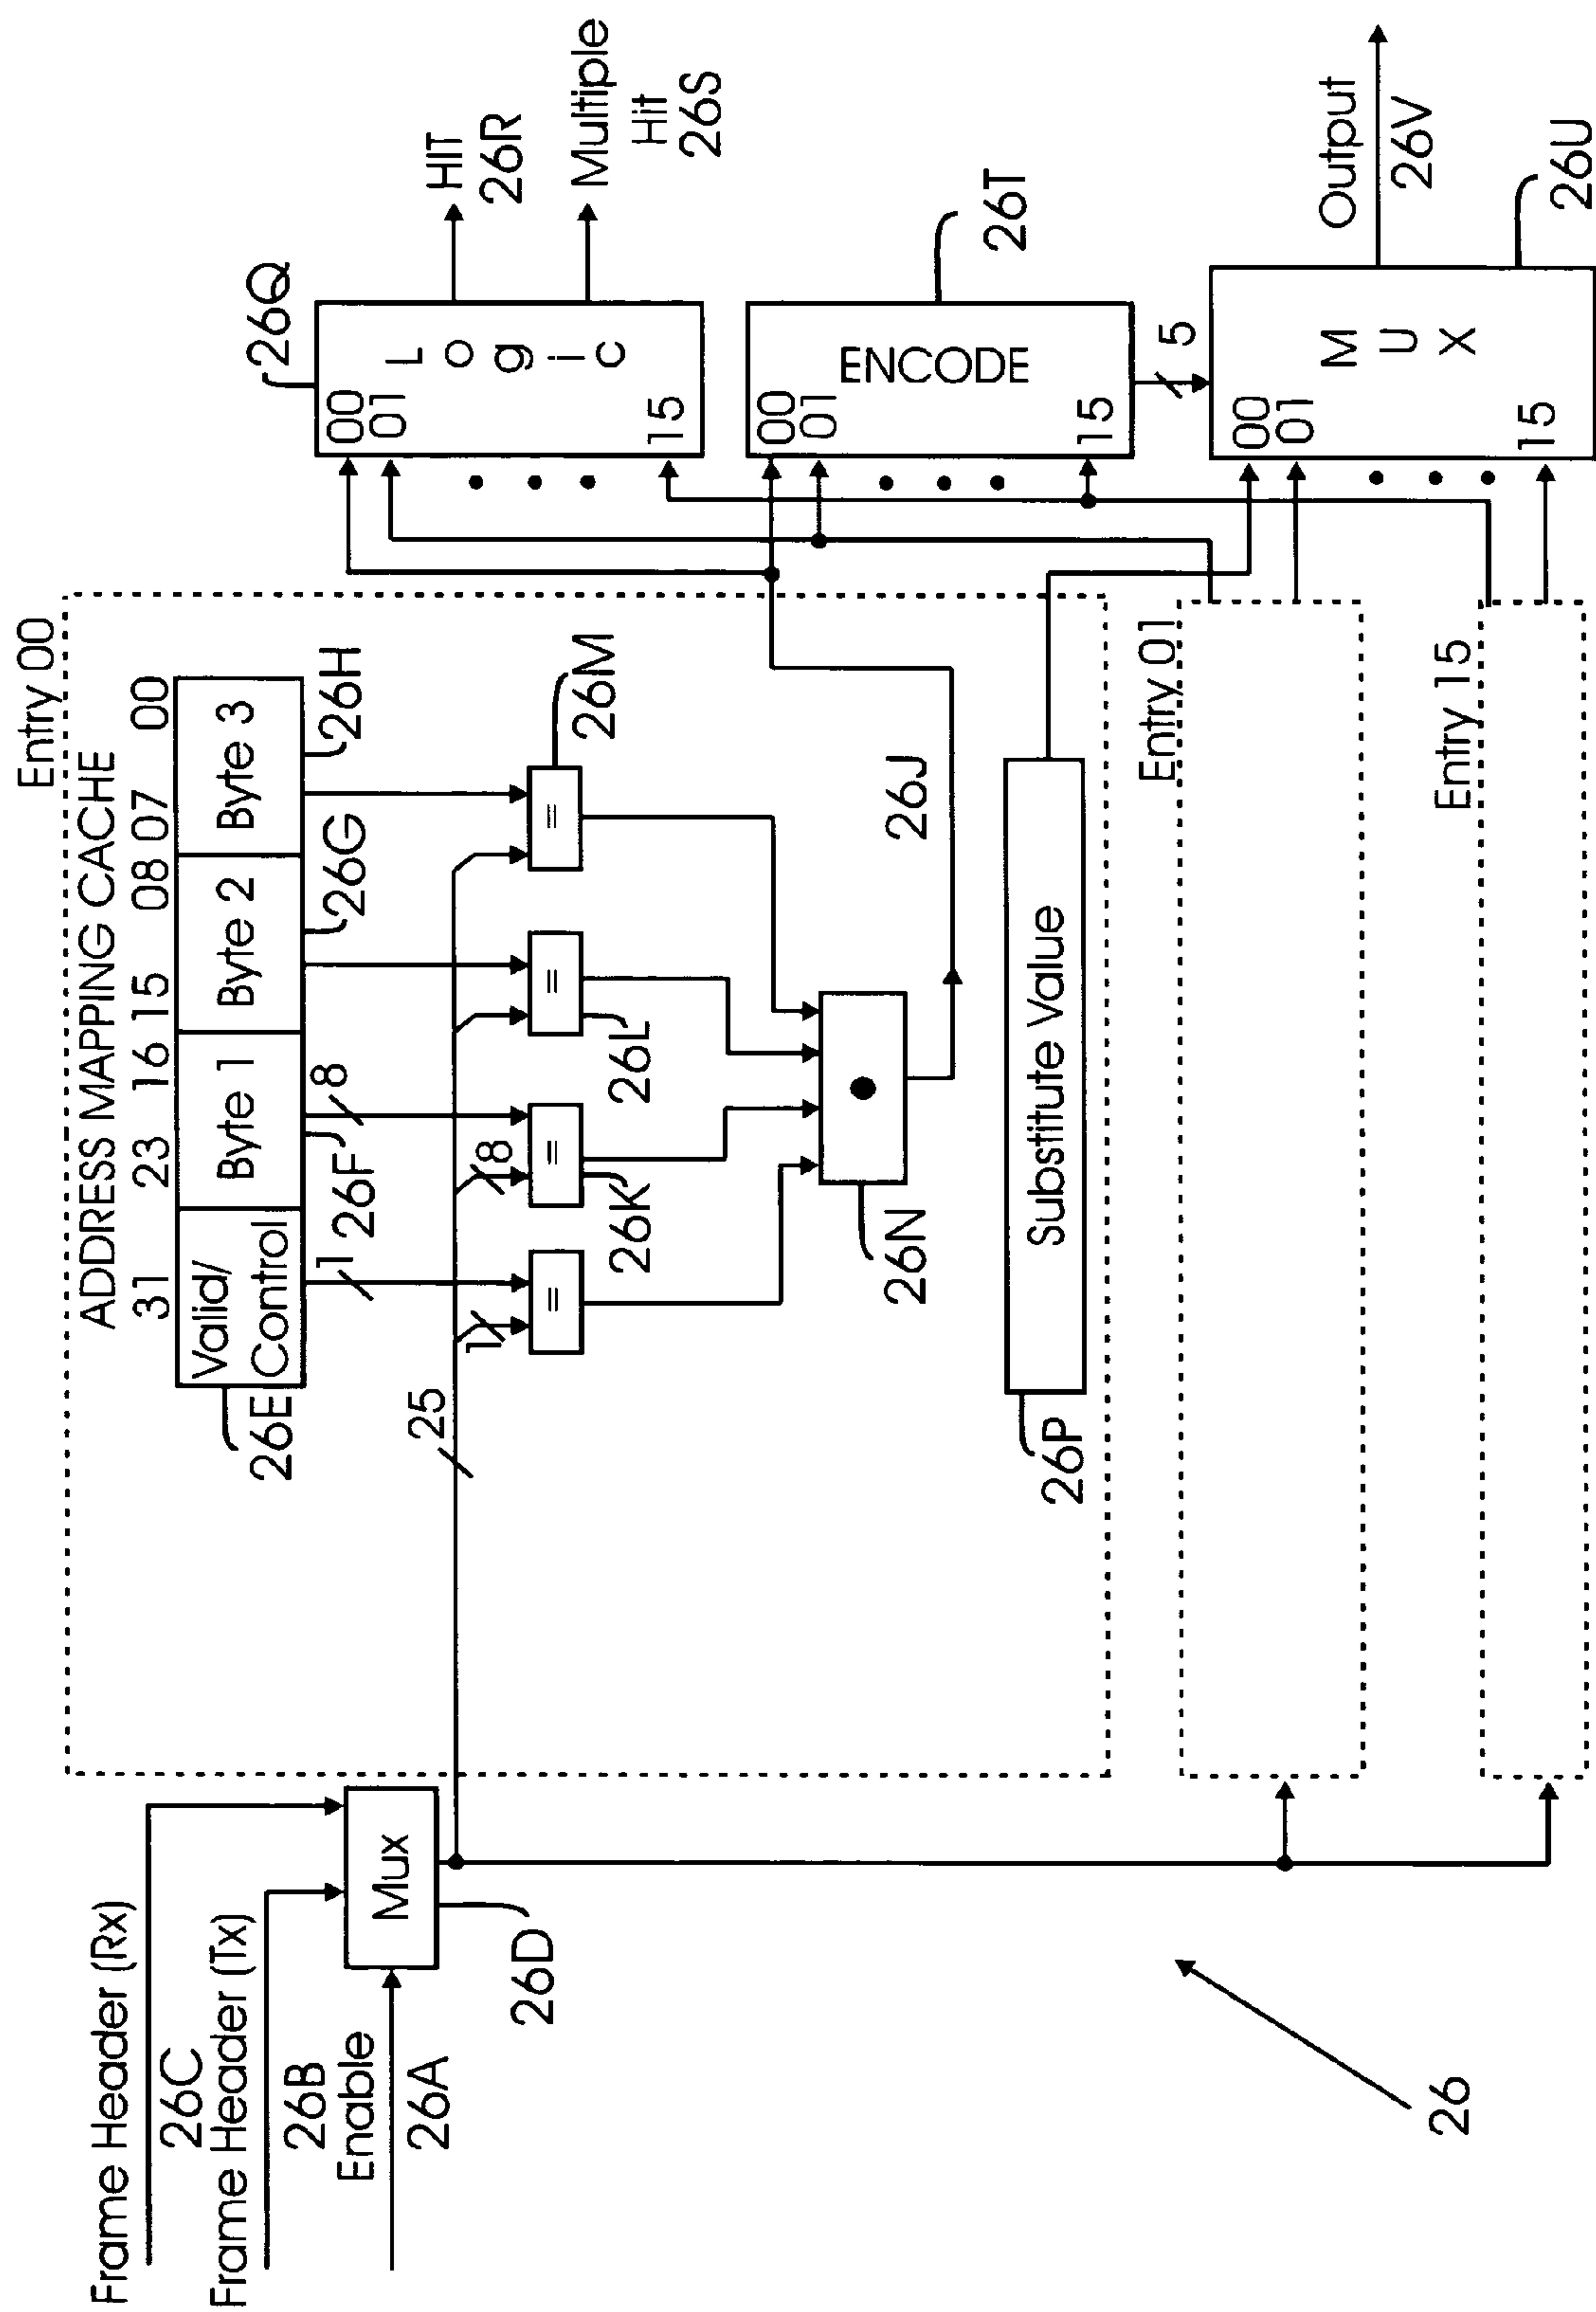 Frame Header (Rx)
26C
Frame Header (Tx)
26B
Enable
26A
Mux
26D
26
Entry 00
ADDRESS MAPPING CACHE
31 23 16 15 08 07 00
Valid/
Control
Byte 1
Byte 2
Byte 3
26E
26F
26G
26H
1
8
25
1
8
=
=
=
=
26K
26L
26M
26N
26J
Substitute Value
26P
Entry 01
Entry 15
26Q
00
01
15
Logic
HIT
26R
Multiple
Hit
26S
00
01
15
ENCODE
26T
5
00
01
15
MUX
Output
26V
26U